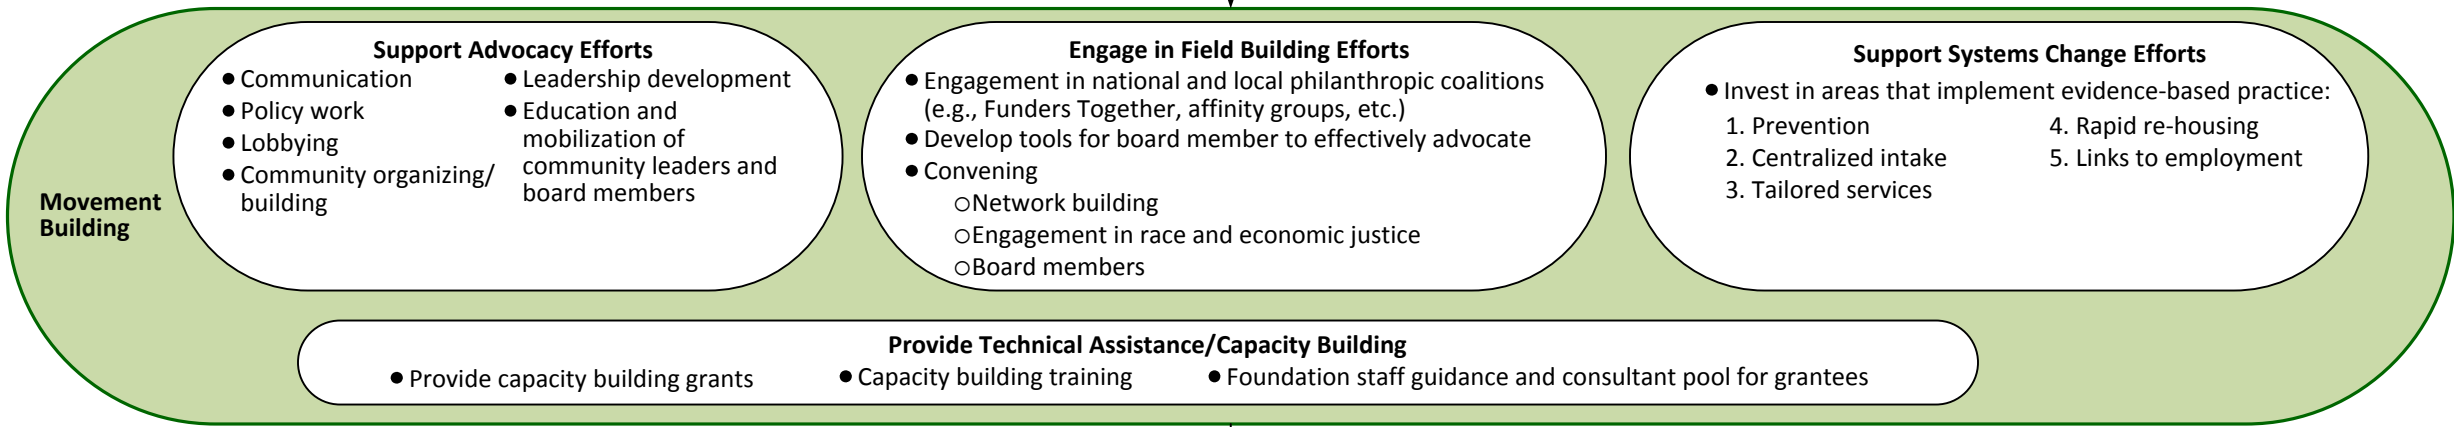 Movement
Building
Support Advocacy Efforts
● Communication
● Policy work
● Lobbying
● Community organizing/
building
● Leadership development
● Education and
mobilization of
community leaders and
board members
Engage in Field Building Efforts
● Engagement in national and local philanthropic coalitions
(e.g., Funders Together, affinity groups, etc.)
● Develop tools for board member to effectively advocate
● Convening
○ Network building
○ Engagement in race and economic justice
○ Board members
Support Systems Change Efforts
● Invest in areas that implement evidence-based practice:
1. Prevention
2. Centralized intake
3. Tailored services
4. Rapid re-housing
5. Links to employment
Provide Technical Assistance/Capacity Building
● Provide capacity building grants
● Capacity building training
● Foundation staff guidance and consultant pool for grantees